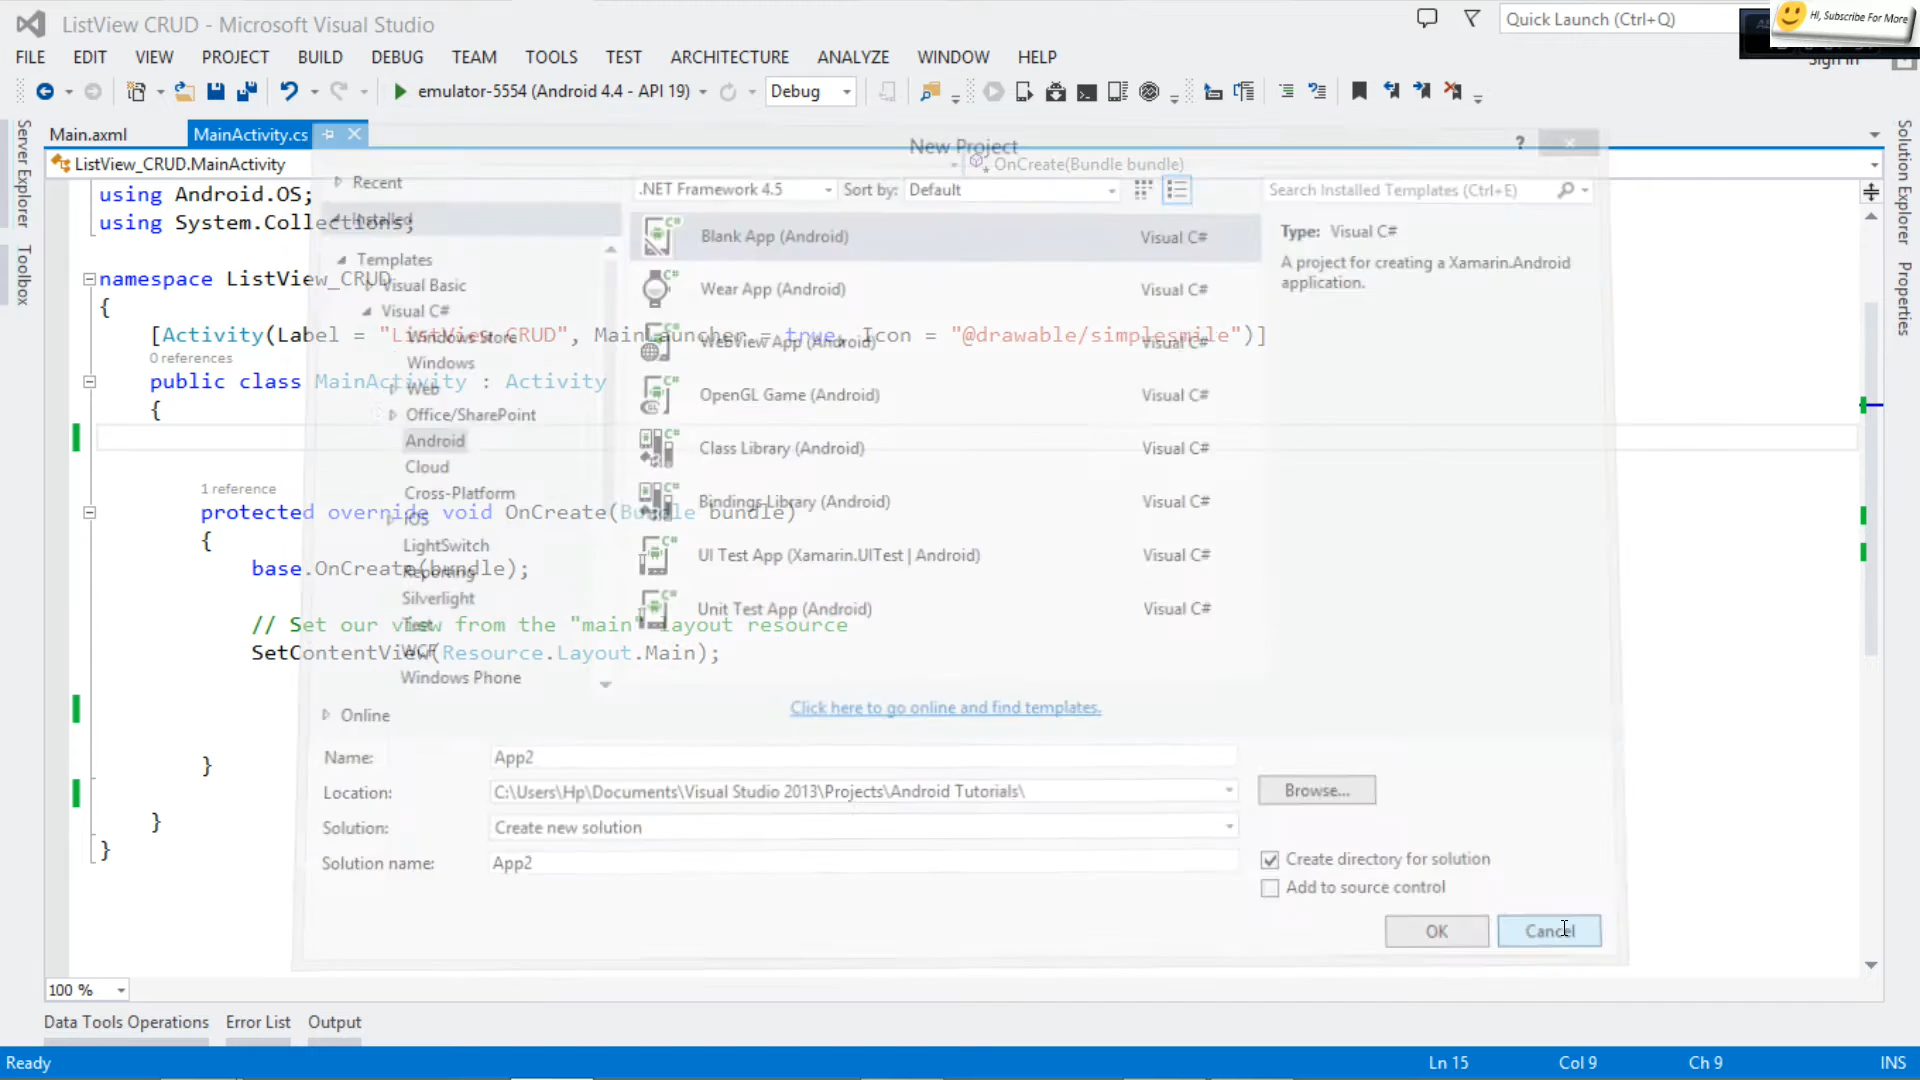 ListView CRUD - Microsoft Visual Studio
Quick Launch (Ctrl+Q)
HI, Subscribe For More
Sign in
FILE EDIT VIEW PROJECT BUILD DEBUG TEAM TOOLS TEST ARCHITECTURE ANALYZE WINDOW HELP
emulator-5554 (Android 4.4 - API 19)
Debug
Server Explorer
Toolbox
Solution Explorer
Properties
Main.axml
MainActivity.cs
ListView_CRUD.MainActivity
OnCreate(Bundle bundle)
using Android.OS;
using System.Collections;
namespace ListView_CRUD
{
[Activity(Label = "ListView CRUD", MainLauncher = true, Icon = "@drawable/simplesmile")]
0 references
public class MainActivity : Activity
{
1 reference
protected override void OnCreate(Bundle bundle)
{
base.OnCreate(bundle);
// Set our view from the "main" layout resource
SetContentView(Resource.Layout.Main);
}
}
}
New Project
?
Recent
Installed
Templates
Visual Basic
Visual C#
Windows Store
Windows
Web
Office/SharePoint
Android
Cloud
Cross-Platform
iOS
LightSwitch
Reporting
Silverlight
Test
WCF
Windows Phone
Online
.NET Framework 4.5
Sort by: Default
Search Installed Templates (Ctrl+E)
Blank App (Android) Visual C#
Wear App (Android) Visual C#
WebView App (Android) Visual C#
OpenGL Game (Android) Visual C#
Class Library (Android) Visual C#
Bindings Library (Android) Visual C#
UI Test App (Xamarin.UITest | Android) Visual C#
Unit Test App (Android) Visual C#
Type: Visual C#
A project for creating a Xamarin.Android
application.
Click here to go online and find templates.
Name: App2
Location: C:\Users\Hp\Documents\Visual Studio 2013\Projects\Android Tutorials\
Browse...
Solution: Create new solution
Solution name: App2
Create directory for solution
Add to source control
OK
Cancel
100 %
Data Tools Operations Error List Output
Ready
Ln 15 Col 9 Ch 9 INS